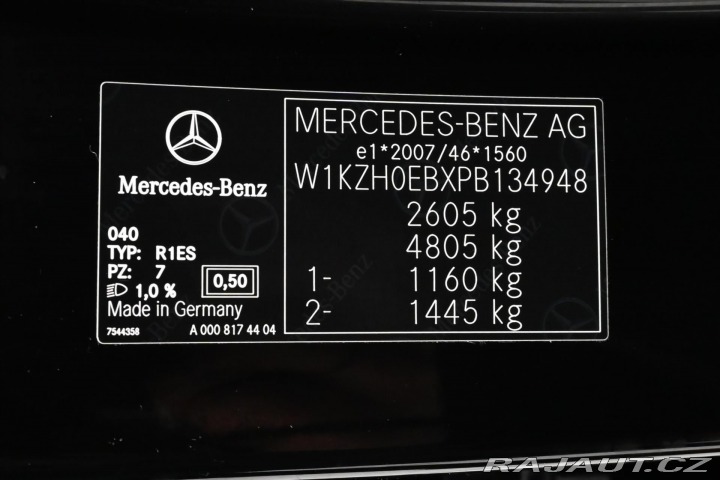 MERCEDES-BENZ AG
e1*2007/46*1560
W1KZH0EBXPB134948
2605 kg
4805 kg
1- 1160 kg
2- 1445 kg
Mercedes-Benz
040
TYP: R1ES
PZ: 7
0,50
1,0 %
Made in Germany
7544358 A 000 817 44 04
RAJAUT.CZ